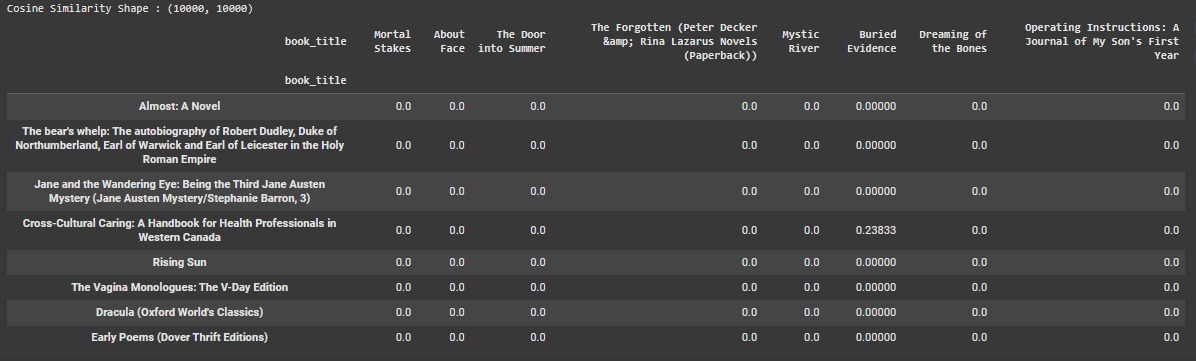 Cosine Similarity Shape : (10000, 10000)
book_title Mortal Stakes About Face The Door into Summer The Forgotten (Peter Decker &amp; Rina Lazarus Novels (Paperback)) Mystic River Buried Evidence Dreaming of the Bones Operating Instructions: A Journal of My Son's First Year
book_title
Almost: A Novel 0.0 0.0 0.0 0.0 0.0 0.00000 0.0 0.0
The bear's whelp: The autobiography of Robert Dudley, Duke of
Northumberland, Earl of Warwick and Earl of Leicester in the Holy
Roman Empire 0.0 0.0 0.0 0.0 0.0 0.00000 0.0 0.0
Jane and the Wandering Eye: Being the Third Jane Austen
Mystery (Jane Austen Mystery/Stephanie Barron, 3) 0.0 0.0 0.0 0.0 0.0 0.00000 0.0 0.0
Cross-Cultural Caring: A Handbook for Health Professionals in
Western Canada 0.0 0.0 0.0 0.0 0.0 0.23833 0.0 0.0
Rising Sun 0.0 0.0 0.0 0.0 0.0 0.00000 0.0 0.0
The Vagina Monologues: The V-Day Edition 0.0 0.0 0.0 0.0 0.0 0.00000 0.0 0.0
Dracula (Oxford World's Classics) 0.0 0.0 0.0 0.0 0.0 0.00000 0.0 0.0
Early Poems (Dover Thrift Editions) 0.0 0.0 0.0 0.0 0.0 0.00000 0.0 0.0